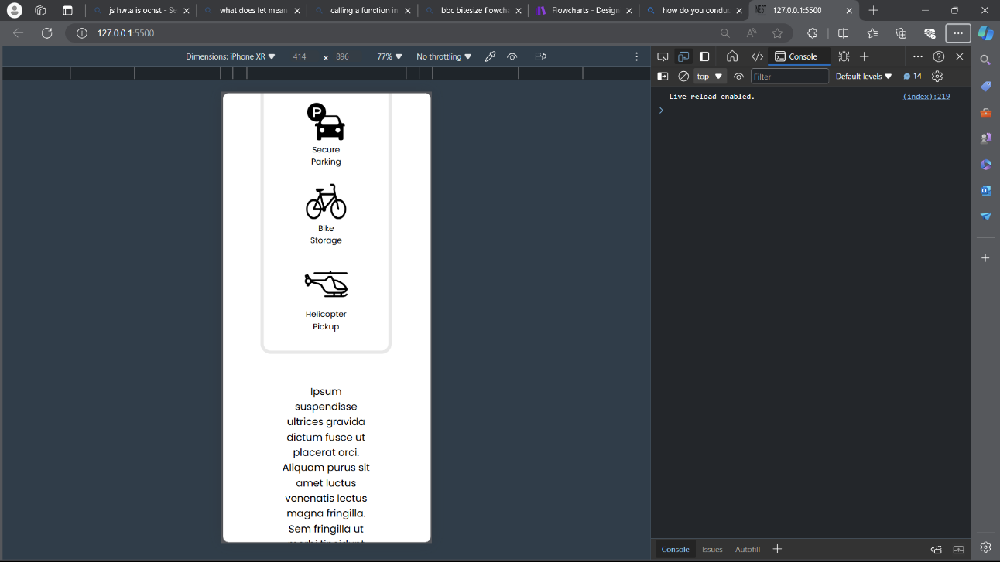 js hwta is ocnst - Se
what does let mean
calling a function in
bbc bitesize flowcha
Flowcharts - Design
how do you conduc
NEST
127.0.0.1:5500
127.0.0.1:5500
Dimensions: iPhone XR ▼ 414 × 896 77% ▼ No throttling ▼
Console
top ▼ Filter Default levels ▼ 14
Live reload enabled. (index):219
P
Secure
Parking
Bike
Storage
Helicopter
Pickup
Ipsum
suspendisse
ultrices gravida
dictum fusce ut
placerat orci.
Aliquam purus sit
amet luctus
venenatis lectus
magna fringilla.
Sem fringilla ut
Console Issues Autofill